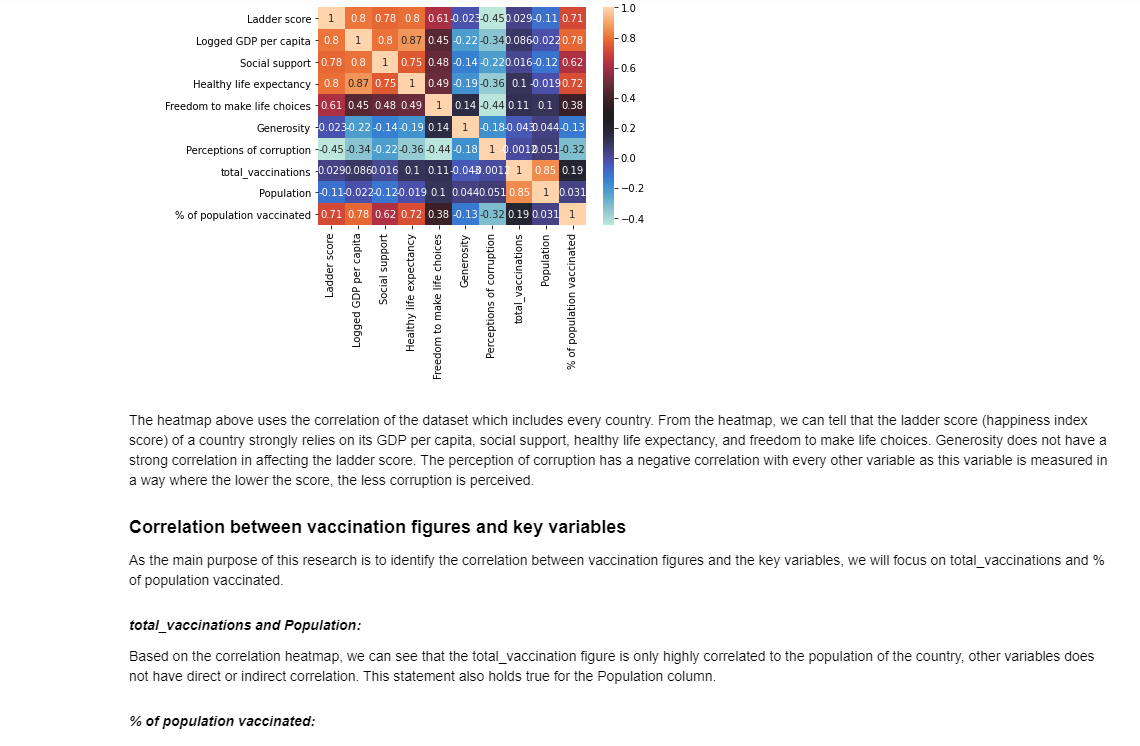 Ladder score 1 0.8 0.78 0.8 0.61 -0.023 -0.45 0.029 -0.11 0.71 1.0
Logged GDP per capita 0.8 1 0.8 0.87 0.45 -0.22 -0.34 0.086 0.022 0.78 0.8
Social support 0.78 0.8 1 0.75 0.48 -0.14 -0.22 0.016 -0.12 0.62 0.6
Healthy life expectancy 0.8 0.87 0.75 1 0.49 -0.19 -0.36 0.1 -0.019 0.72
Freedom to make life choices 0.61 0.45 0.48 0.49 1 0.14 -0.44 0.11 0.1 0.38 0.4
Generosity -0.023 -0.22 -0.14 -0.19 0.14 1 -0.18 -0.043 0.044 -0.13 0.2
Perceptions of corruption -0.45 -0.34 -0.22 -0.36 -0.44 -0.18 1 0.0012 0.051 -0.32 0.0
total_vaccinations 0.029 0.086 0.016 0.1 0.11 1 0.85 0.19
Population -0.11 -0.022 -0.12 -0.019 0.1 0.044 0.051 0.85 1 0.031 −0.2
% of population vaccinated 0.71 0.78 0.62 0.72 0.38 -0.13 -0.32 0.19 0.031 1 −0.4
Ladder score
Logged GDP per capita
Social support
Healthy life expectancy
Freedom to make life choices
Generosity
Perceptions of corruption
total_vaccinations
Population
% of population vaccinated
The heatmap above uses the correlation of the dataset which includes every country. From the heatmap, we can tell that the ladder score (happiness index
score) of a country strongly relies on its GDP per capita, social support, healthy life expectancy, and freedom to make life choices. Generosity does not have a
strong correlation in affecting the ladder score. The perception of corruption has a negative correlation with every other variable as this variable is measured in
a way where the lower the score, the less corruption is perceived.
Correlation between vaccination figures and key variables
As the main purpose of this research is to identify the correlation between vaccination figures and the key variables, we will focus on total_vaccinations and %
of population vaccinated.
total_vaccinations and Population:
Based on the correlation heatmap, we can see that the total_vaccination figure is only highly correlated to the population of the country, other variables does
not have direct or indirect correlation. This statement also holds true for the Population column.
% of population vaccinated: